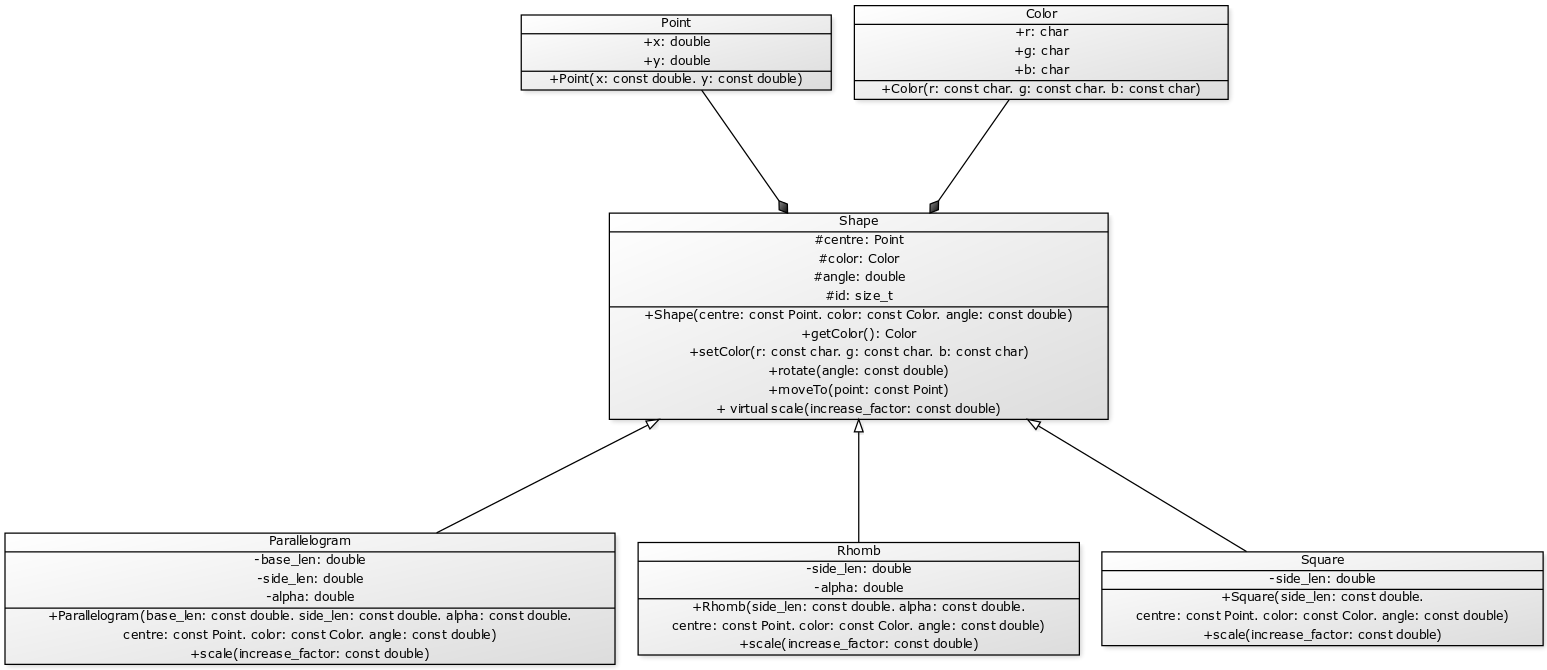 Point
+x: double
+y: double
+Point(x: const double. y: const double)
Color
+r: char
+g: char
+b: char
+Color(r: const char. g: const char. b: const char)
Shape
#centre: Point
#color: Color
#angle: double
#id: size_t
+Shape(centre: const Point. color: const Color. angle: const double)
+getColor(): Color
+setColor(r: const char. g: const char. b: const char)
+rotate(angle: const double)
+moveTo(point: const Point)
+ virtual scale(increase_factor: const double)
Parallelogram
-base_len: double
-side_len: double
-alpha: double
+Parallelogram(base_len: const double. side_len: const double. alpha: const double.
centre: const Point. color: const Color. angle: const double)
+scale(increase_factor: const double)
Rhomb
-side_len: double
-alpha: double
+Rhomb(side_len: const double. alpha: const double.
centre: const Point. color: const Color. angle: const double)
+scale(increase_factor: const double)
Square
-side_len: double
+Square(side_len: const double.
centre: const Point. color: const Color. angle: const double)
+scale(increase_factor: const double)